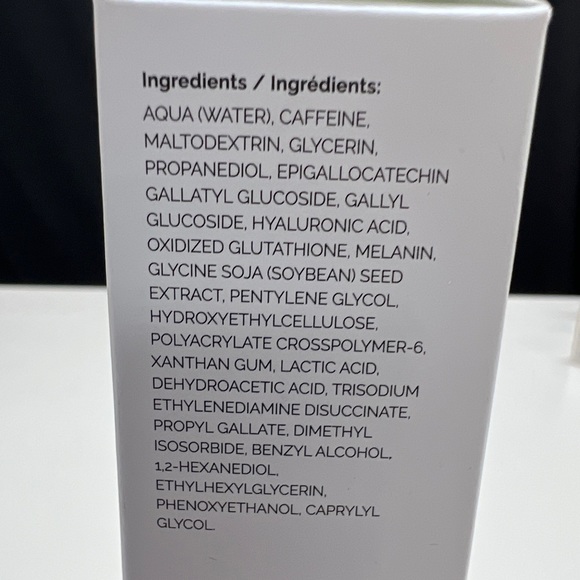 Ingredients / Ingrédients:
AQUA (WATER), CAFFEINE,
MALTODEXTRIN, GLYCERIN,
PROPANEDIOL, EPIGALLOCATECHIN
GALLATYL GLUCOSIDE, GALLYL
GLUCOSIDE, HYALURONIC ACID,
OXIDIZED GLUTATHIONE, MELANIN,
GLYCINE SOJA (SOYBEAN) SEED
EXTRACT, PENTYLENE GLYCOL,
HYDROXYETHYLCELLULOSE,
POLYACRYLATE CROSSPOLYMER-6,
XANTHAN GUM, LACTIC ACID,
DEHYDROACETIC ACID, TRISODIUM
ETHYLENEDIAMINE DISUCCINATE,
PROPYL GALLATE, DIMETHYL
ISOSORBIDE, BENZYL ALCOHOL,
1,2-HEXANEDIOL,
ETHYLHEXYLGLYCERIN,
PHENOXYETHANOL, CAPRYLYL
GLYCOL.